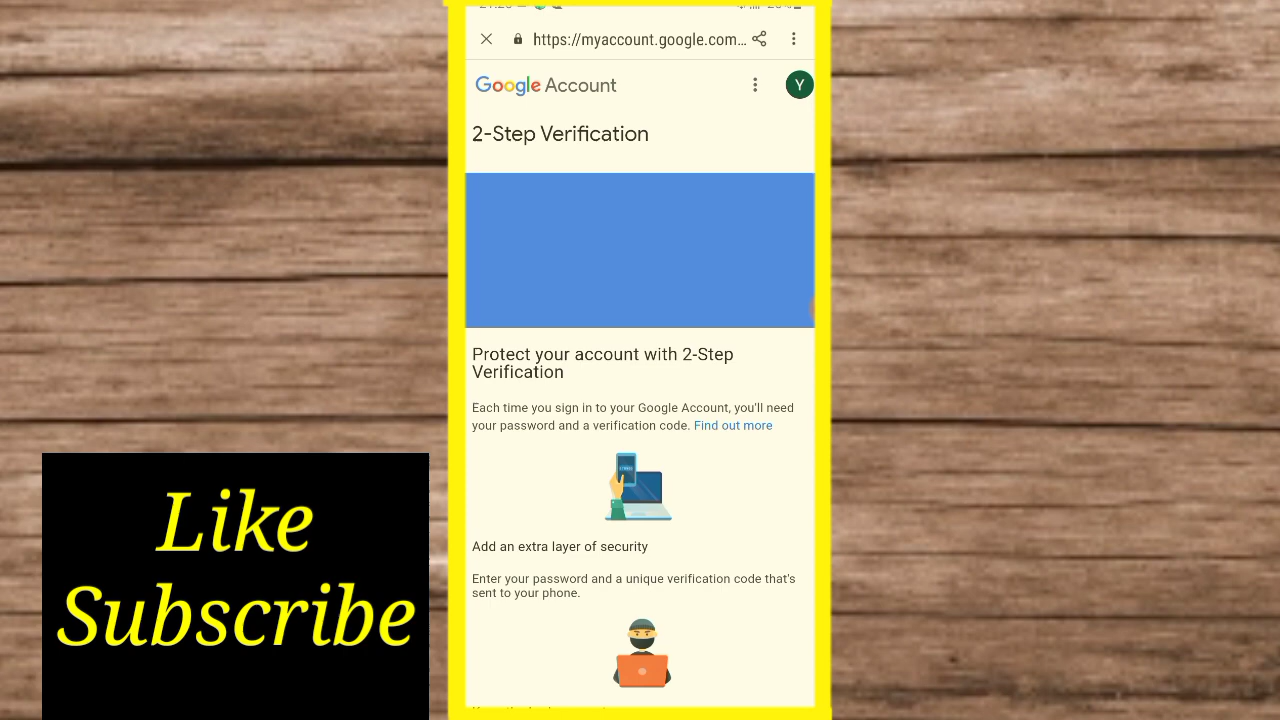 https://myaccount.google.com...
Google Account
Y
2-Step Verification
Protect your account with 2-Step
Verification
Each time you sign in to your Google Account, you'll need
your password and a verification code. Find out more
Add an extra layer of security
Enter your password and a unique verification code that's
sent to your phone.
Like
Subscribe